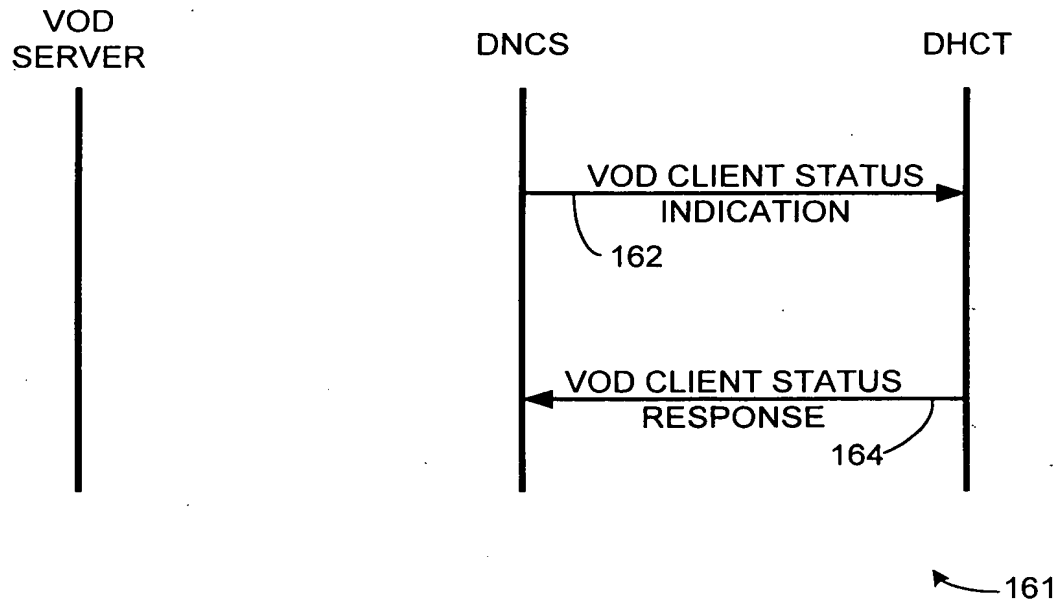 VOD
SERVER
DNCS
DHCT
VOD CLIENT STATUS
INDICATION
162
VOD CLIENT STATUS
RESPONSE
164
161